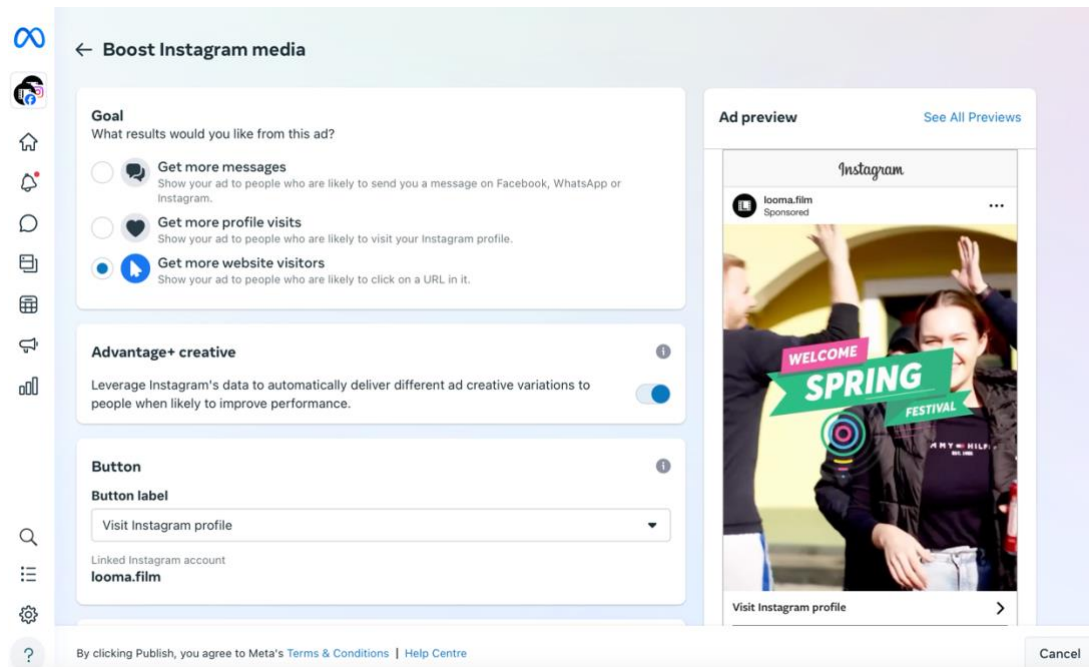 ← Boost Instagram media
Goal
What results would you like from this ad?
Get more messages
Show your ad to people who are likely to send you a message on Facebook, WhatsApp or
Instagram.
Get more profile visits
Show your ad to people who are likely to visit your Instagram profile.
Get more website visitors
Show your ad to people who are likely to click on a URL in it.
Advantage+ creative
Leverage Instagram's data to automatically deliver different ad creative variations to
people when likely to improve performance.
Button
Button label
Visit Instagram profile
Linked Instagram account
looma.film
Ad preview
See All Previews
Instagram
looma.film
Sponsored
WELCOME
SPRING
FESTIVAL
MMY HILF
EST. 1985
Visit Instagram profile
By clicking Publish, you agree to Meta's Terms & Conditions | Help Centre
Cancel